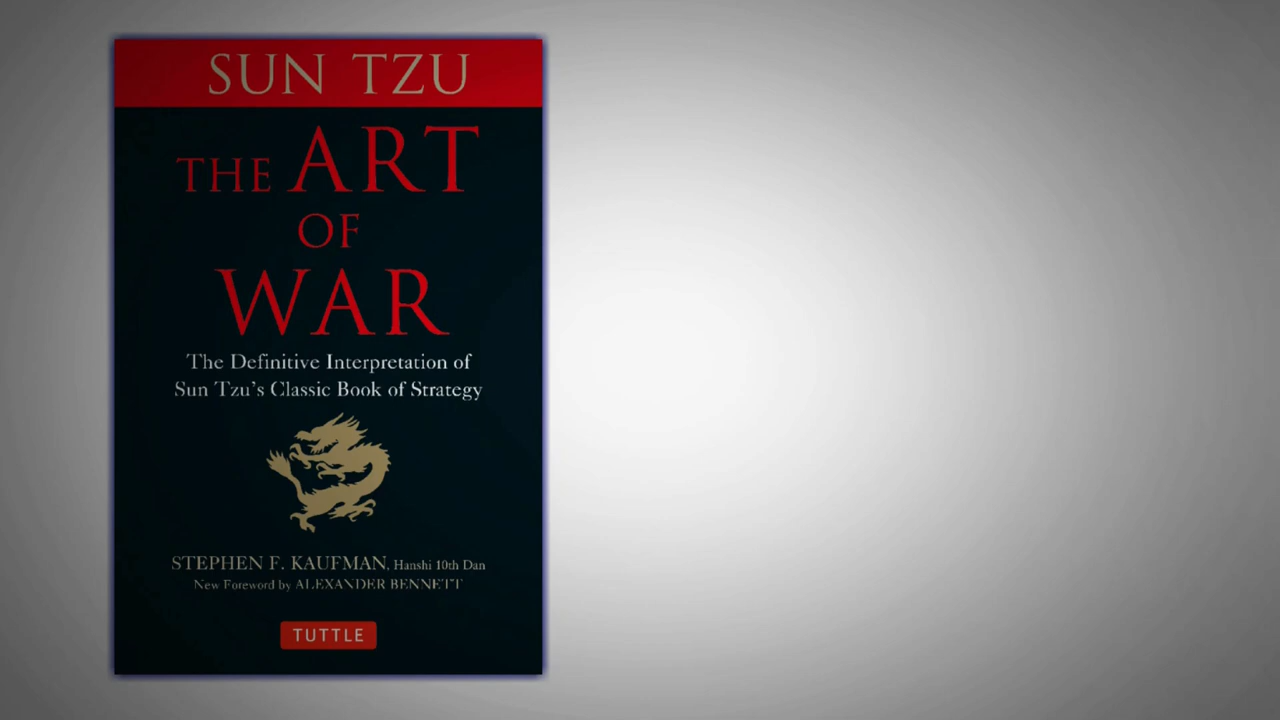 SUN TZU
THE ART
OF
WAR
The Definitive Interpretation of
Sun Tzu's Classic Book of Strategy
STEPHEN F. KAUFMAN, Hanshi 10th Dan
New Foreword by ALEXANDER BENNETT
TUTTLE